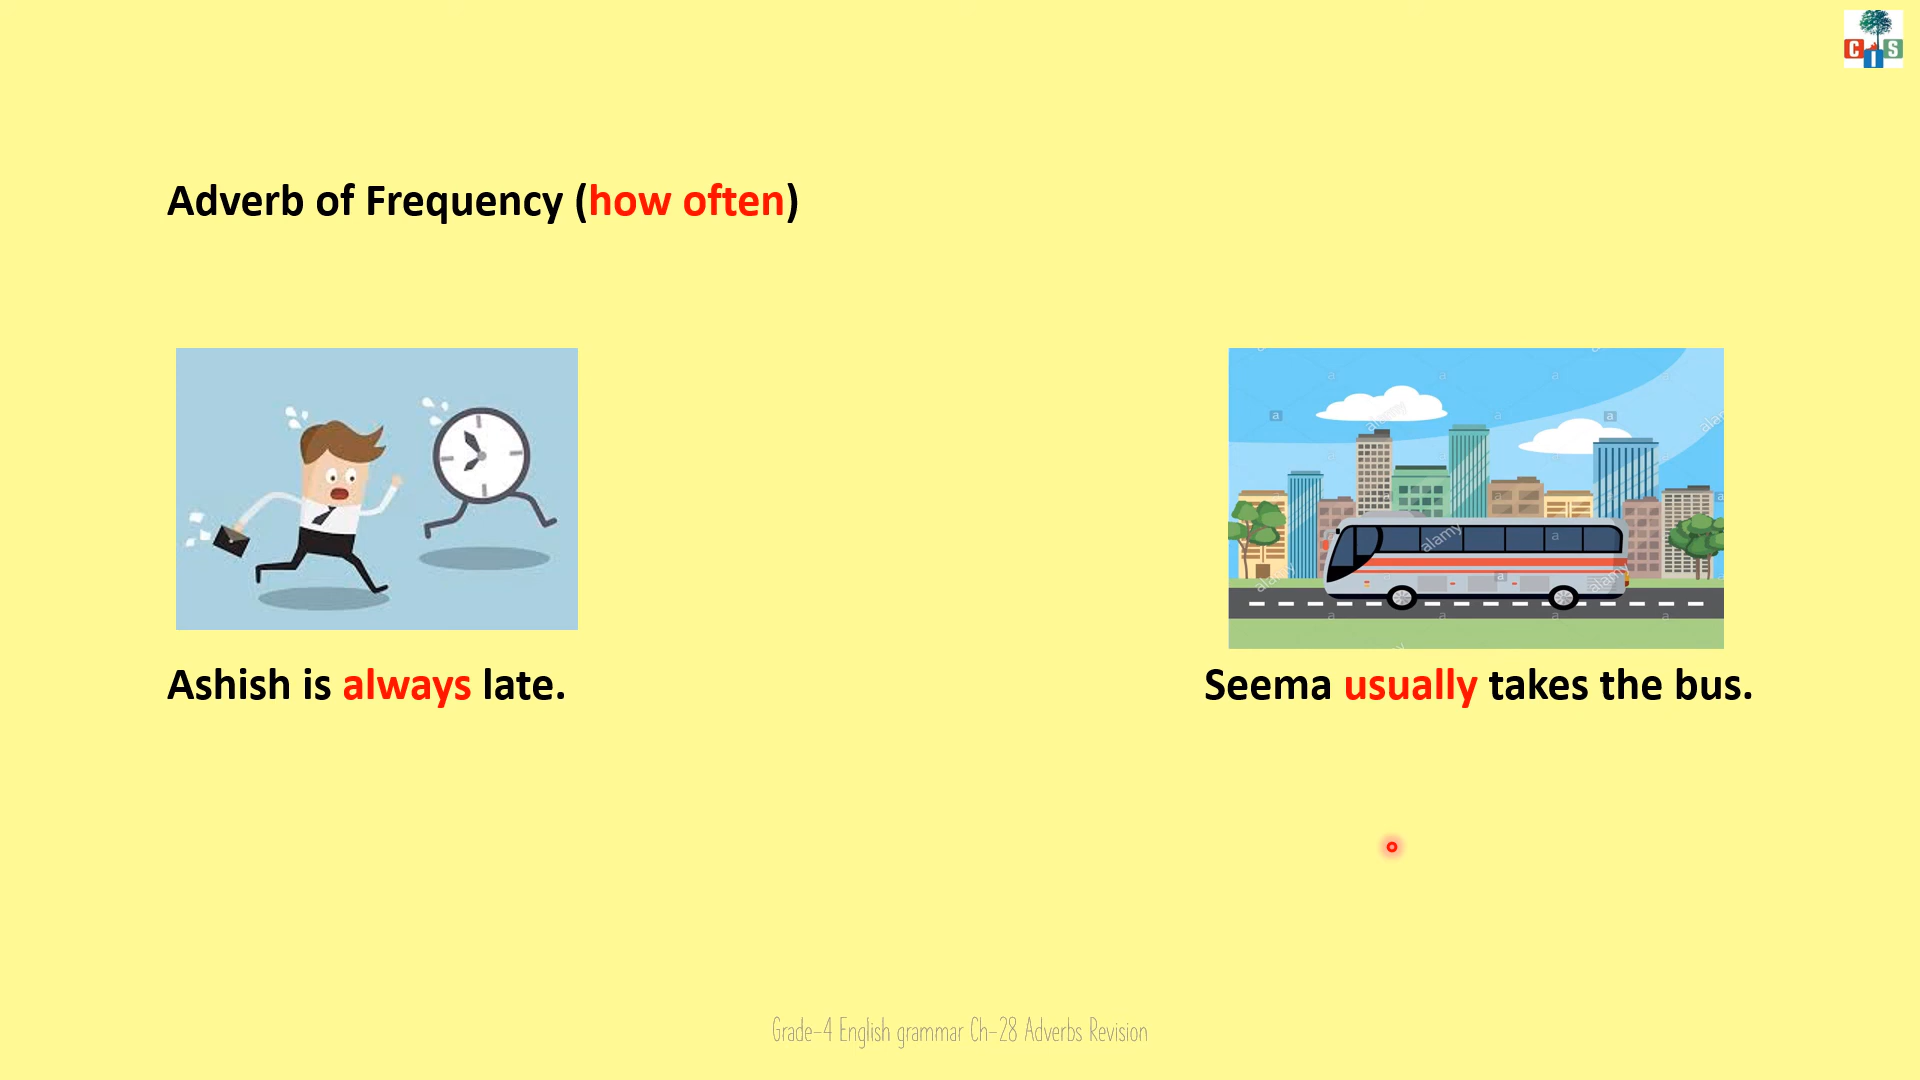 C I S
Adverb of Frequency (how often)
alamy
Ashish is always late.
Seema usually takes the bus.
Grade-4 English grammar Ch-28 Adverbs Revision